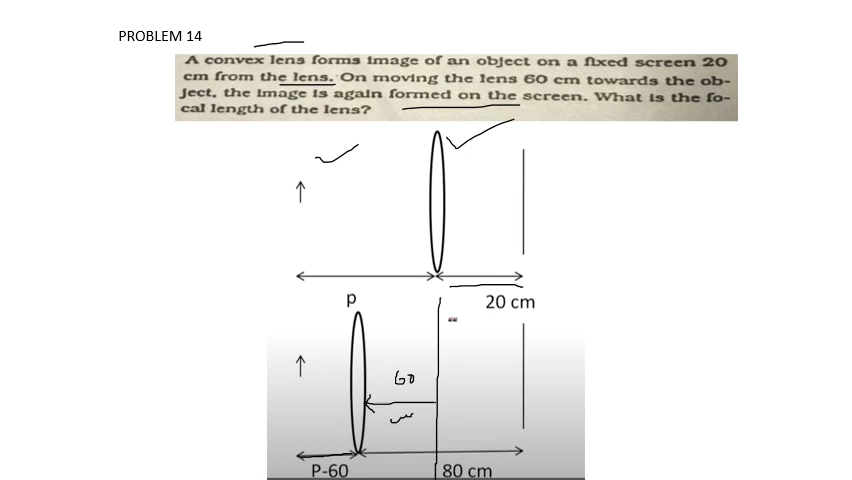 PROBLEM 14
A convex lens forms image of an object on a fixed screen 20
cm from the lens. On moving the lens 60 cm towards the ob-
ject, the image is again formed on the screen. What is the fo-
cal length of the lens?
p
20 cm
60
P-60
80 cm